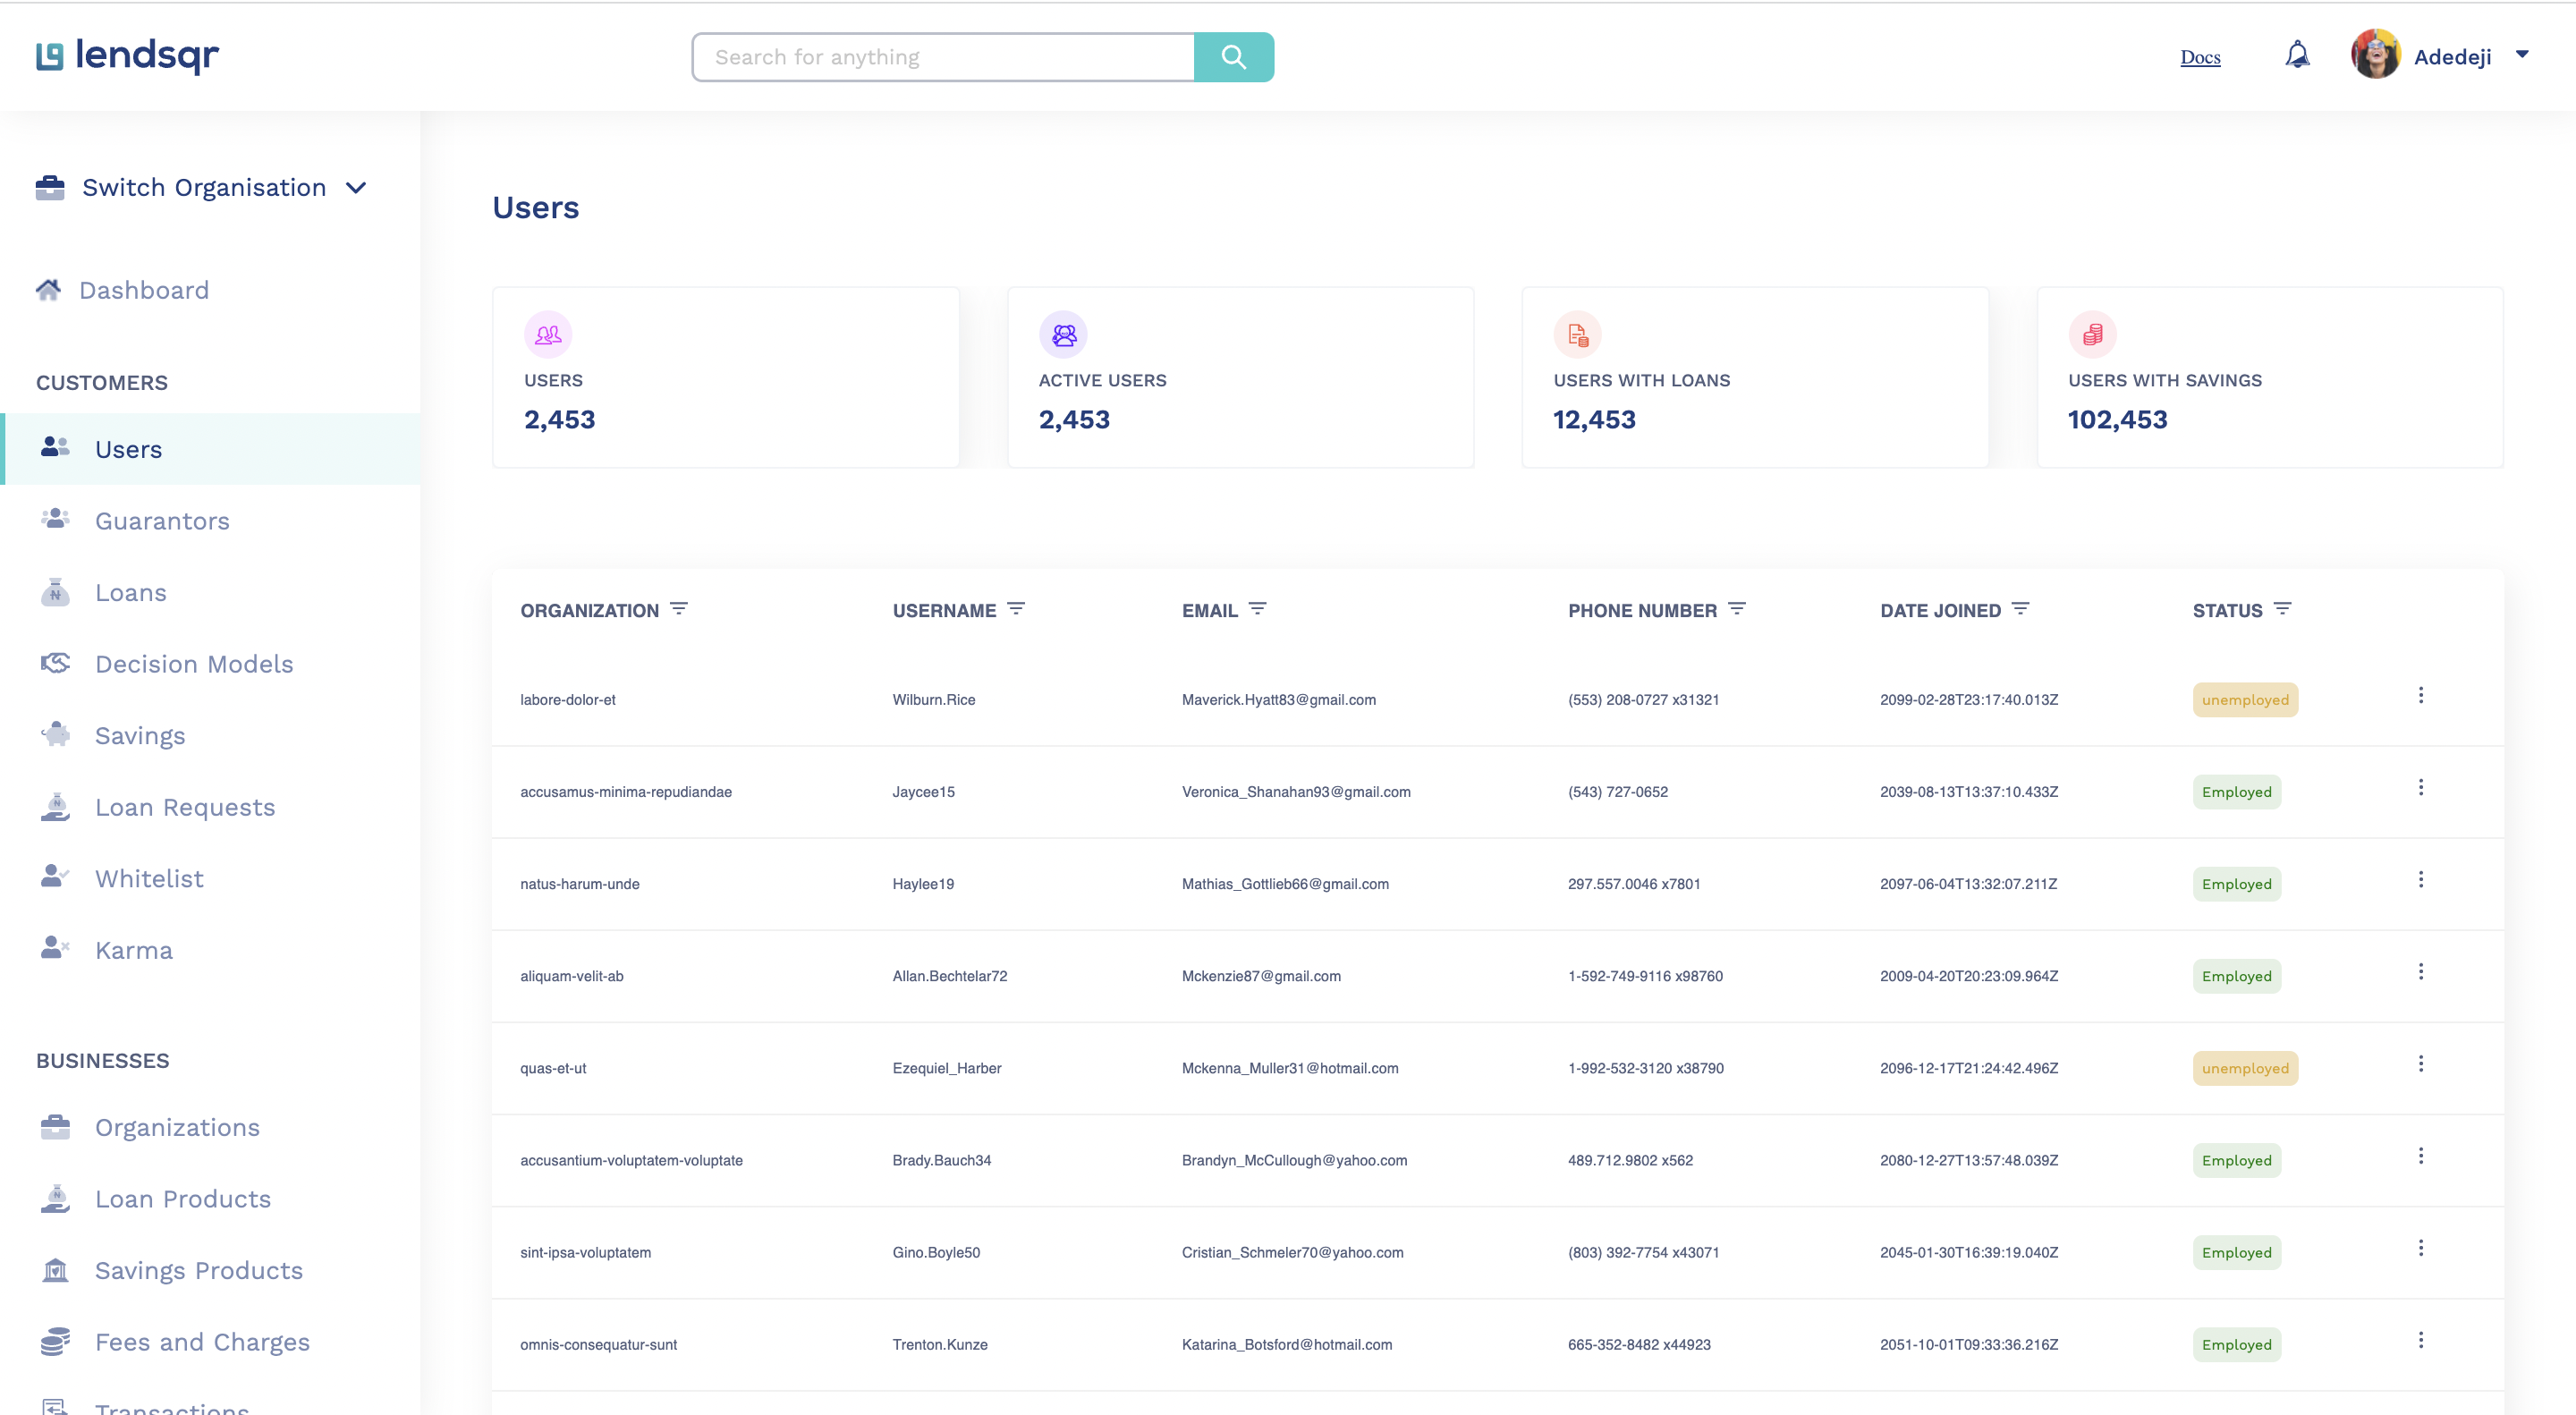 lendsqr
Search for anything
Docs
Adedeji
Switch Organisation
Dashboard
CUSTOMERS
Users
Guarantors
Loans
Decision Models
Savings
Loan Requests
Whitelist
Karma
BUSINESSES
Organizations
Loan Products
Savings Products
Fees and Charges
Transactions
Users
USERS
2,453
ACTIVE USERS
2,453
USERS WITH LOANS
12,453
USERS WITH SAVINGS
102,453
ORGANIZATION USERNAME EMAIL PHONE NUMBER DATE JOINED STATUS
labore-dolor-et Wilburn.Rice Maverick.Hyatt83@gmail.com (553) 208-0727 x31321 2099-02-28T23:17:40.013Z unemployed
accusamus-minima-repudiandae Jaycee15 Veronica_Shanahan93@gmail.com (543) 727-0652 2039-08-13T13:37:10.433Z Employed
natus-harum-unde Haylee19 Mathias_Gottlieb66@gmail.com 297.557.0046 x7801 2097-06-04T13:32:07.211Z Employed
aliquam-velit-ab Allan.Bechtelar72 Mckenzie87@gmail.com 1-592-749-9116 x98760 2009-04-20T20:23:09.964Z Employed
quas-et-ut Ezequiel_Harber Mckenna_Muller31@hotmail.com 1-992-532-3120 x38790 2096-12-17T21:24:42.496Z unemployed
accusantium-voluptatem-voluptate Brady.Bauch34 Brandyn_McCullough@yahoo.com 489.712.9802 x562 2080-12-27T13:57:48.039Z Employed
sint-ipsa-voluptatem Gino.Boyle50 Cristian_Schmeler70@yahoo.com (803) 392-7754 x43071 2045-01-30T16:39:19.040Z Employed
omnis-consequatur-sunt Trenton.Kunze Katarina_Botsford@hotmail.com 665-352-8482 x44923 2051-10-01T09:33:36.216Z Employed